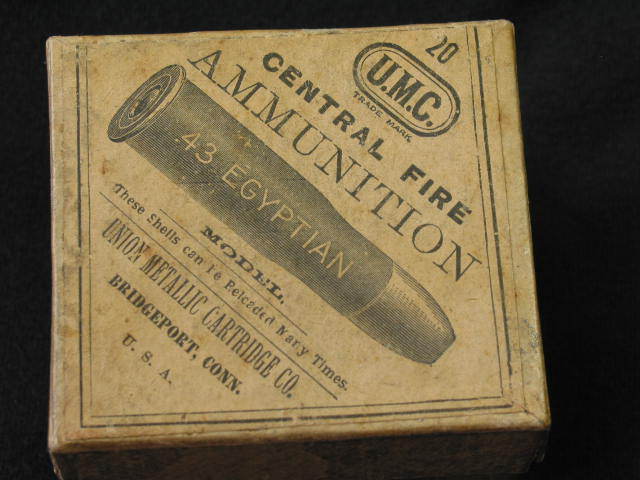 20
U.M.C.
TRADE MARK
CENTRAL FIRE
AMMUNITION
43 EGYPTIAN
MODEL.
These Shells can be Reloaded Many Times.
UNION METALLIC CARTRIDGE CO.
BRIDGEPORT, CONN.
U. S. A.